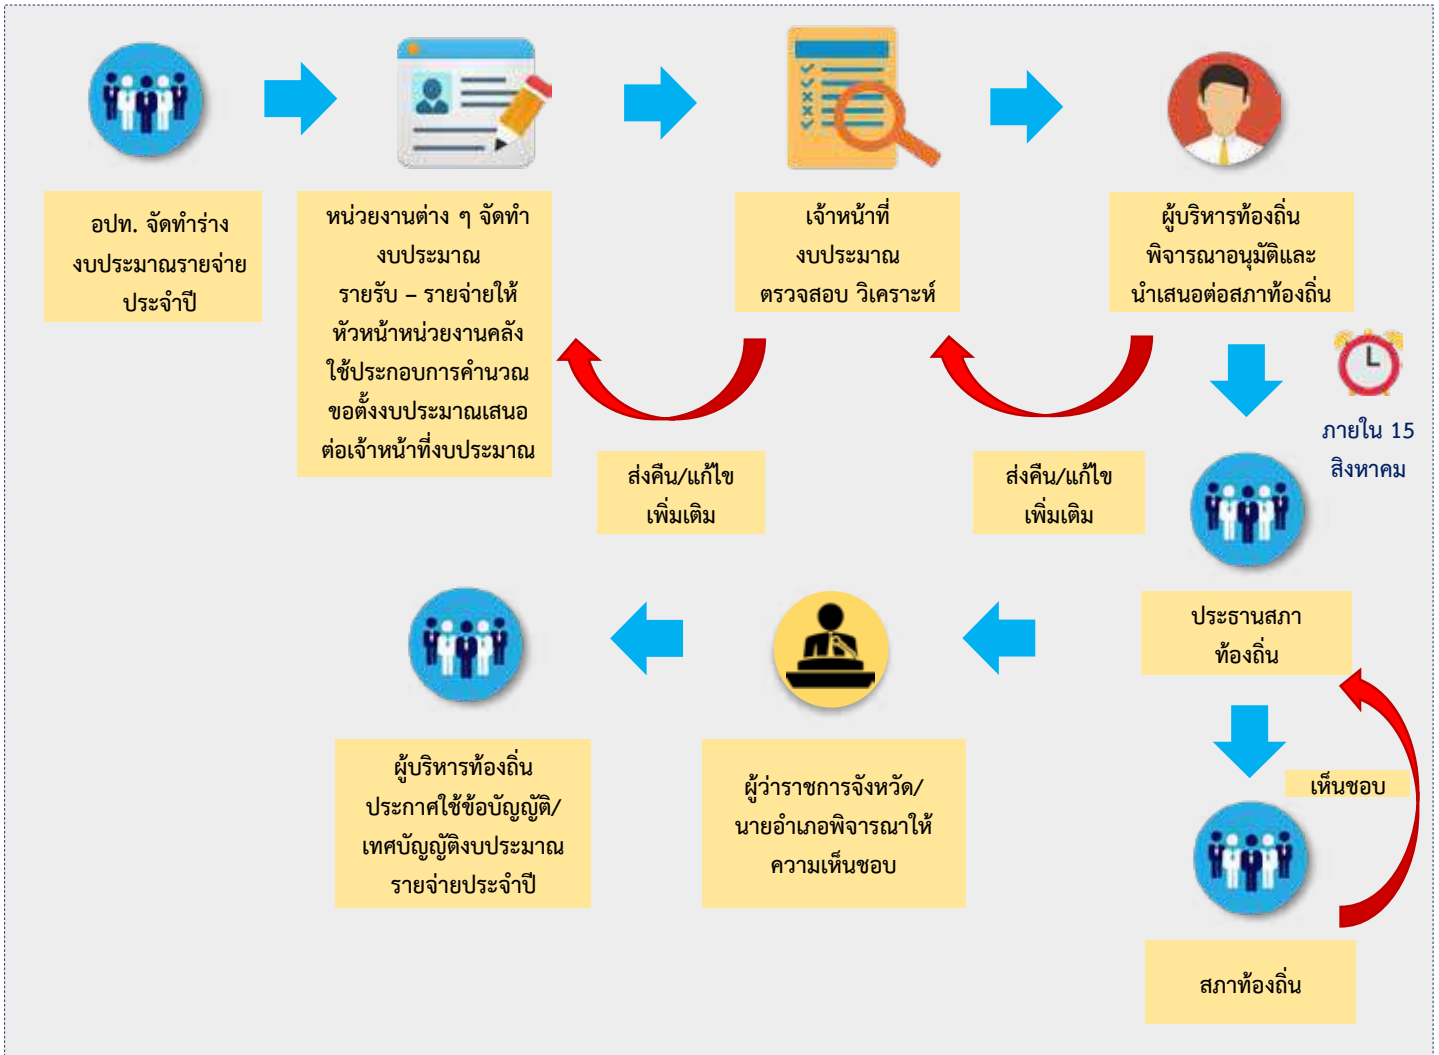 อปท. จัดทำร่าง
งบประมาณรายจ่าย
ประจำปี
หน่วยงานต่าง ๆ จัดทำ
งบประมาณ
รายรับ – รายจ่ายให้
หัวหน้าหน่วยงานคลัง
ใช้ประกอบการคำนวณ
ขอตั้งงบประมาณเสนอ
ต่อเจ้าหน้าที่งบประมาณ
เจ้าหน้าที่
งบประมาณ
ตรวจสอบ วิเคราะห์
ผู้บริหารท้องถิ่น
พิจารณาอนุมัติและ
นำเสนอต่อสภาท้องถิ่น
ส่งคืน/แก้ไข
เพิ่มเติม
ส่งคืน/แก้ไข
เพิ่มเติม
ภายใน 15
สิงหาคม
ประธานสภา
ท้องถิ่น
เห็นชอบ
สภาท้องถิ่น
ผู้ว่าราชการจังหวัด/
นายอำเภอพิจารณาให้
ความเห็นชอบ
ผู้บริหารท้องถิ่น
ประกาศใช้ข้อบัญญัติ/
เทศบัญญัติงบประมาณ
รายจ่ายประจำปี